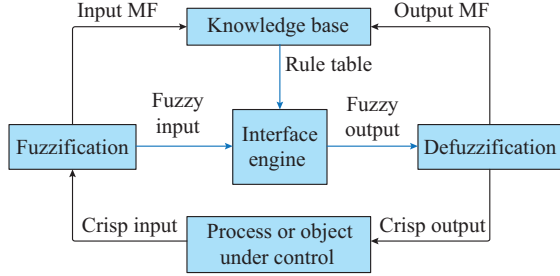 Input MF
Output MF
Knowledge base
Rule table
Fuzzy
input
Fuzzy
output
Fuzzification
Interface
engine
Defuzzification
Crisp input
Crisp output
Process or object
under control